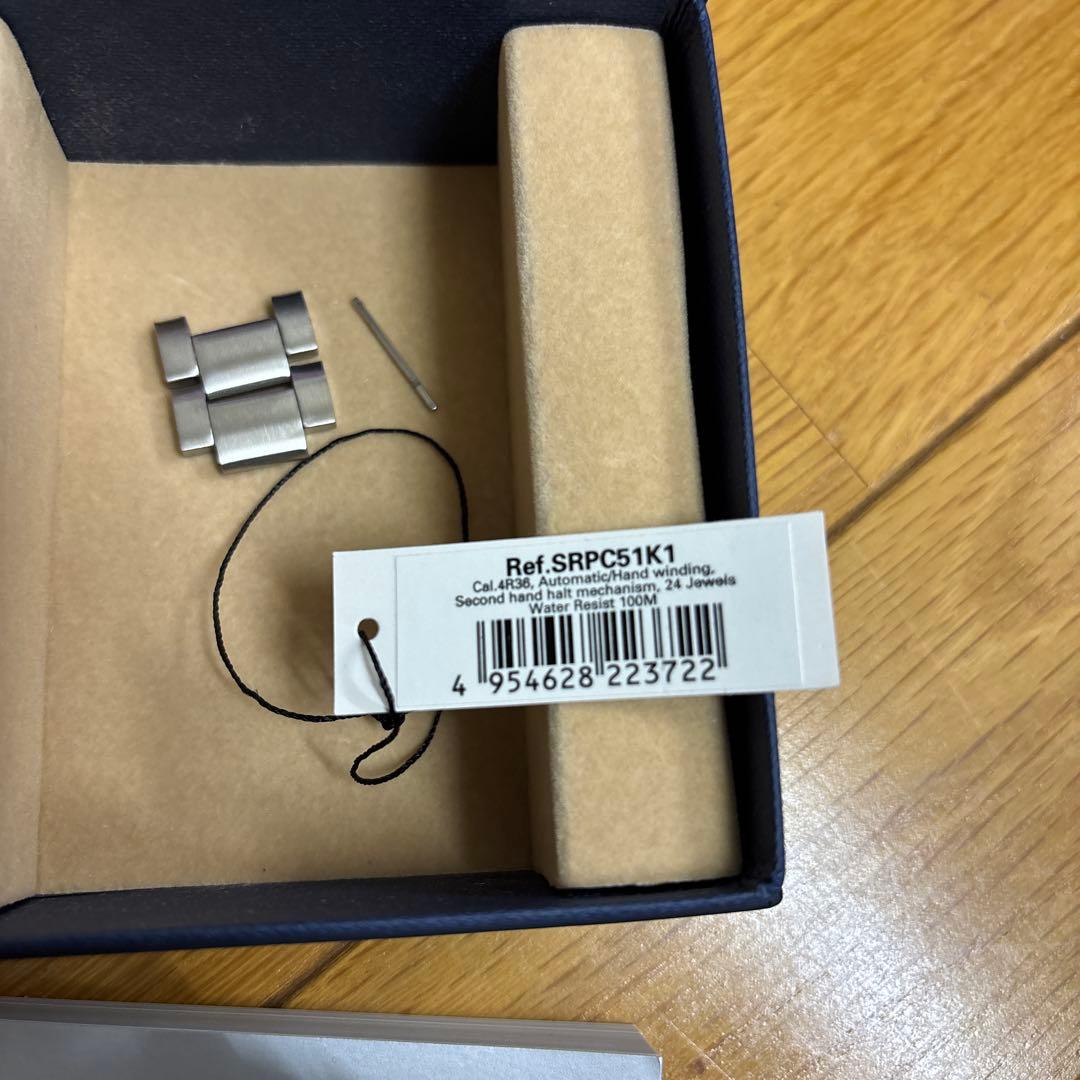 Ref.SRPC51K1
Cal.4R36, Automatic/Hand winding,
Second hand halt mechanism, 24 Jewels
Water Resist 100M
4 954628 223722